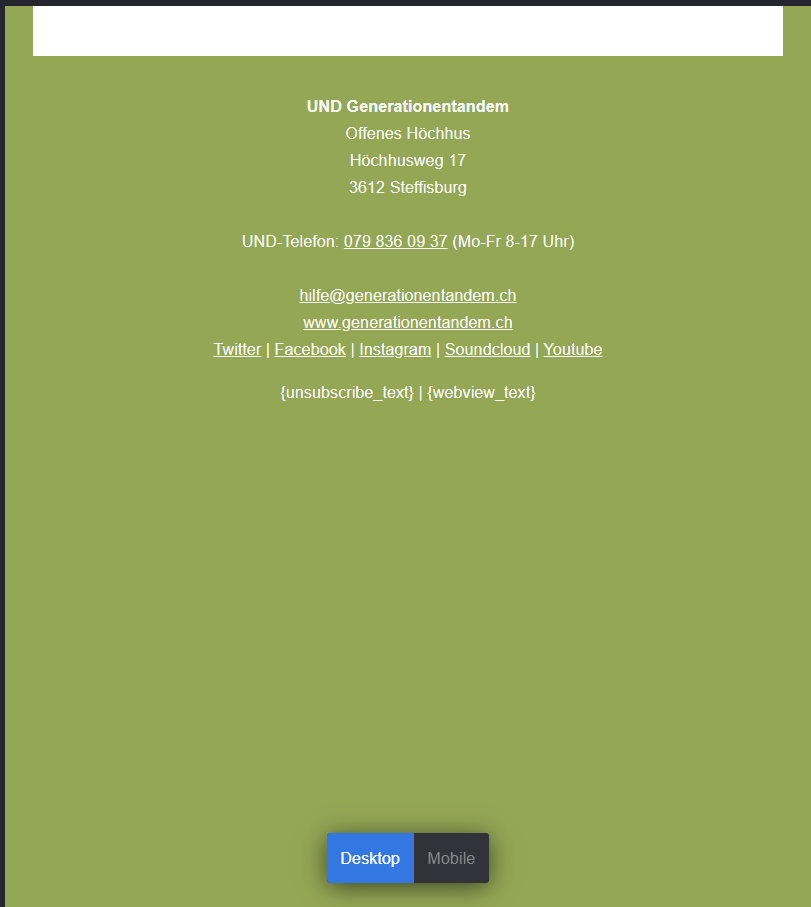 UND Generationentandem
Offenes Höchhus
Höchhusweg 17
3612 Steffisburg
UND-Telefon: 079 836 09 37 (Mo-Fr 8-17 Uhr)
hilfe@generationentandem.ch
www.generationentandem.ch
Twitter | Facebook | Instagram | Soundcloud | Youtube
{unsubscribe_text} | {webview_text}
Desktop Mobile